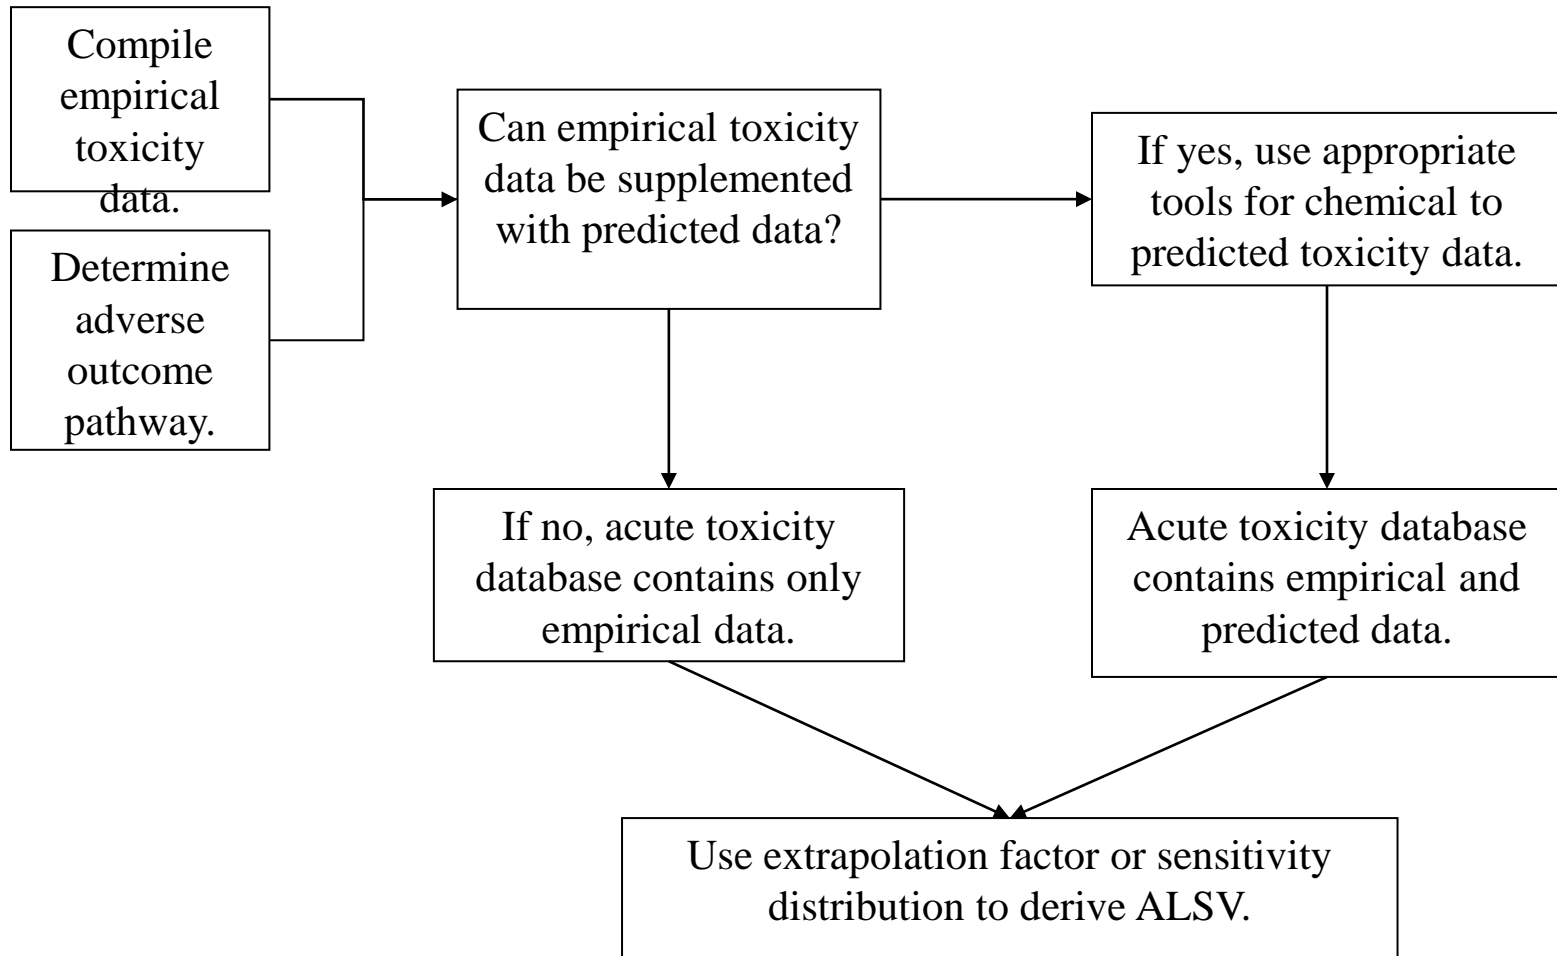 Compile
empirical
toxicity
data.
Determine
adverse
outcome
pathway.
Can empirical toxicity
data be supplemented
with predicted data?
If yes, use appropriate
tools for chemical to
predicted toxicity data.
If no, acute toxicity
database contains only
empirical data.
Acute toxicity database
contains empirical and
predicted data.
Use extrapolation factor or sensitivity
distribution to derive ALSV.